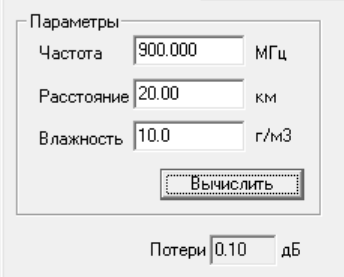 Параметры
Частота 900.000 МГц
Расстояние 20.00 км
Влажность 10.0 г/м3
Вычислить
Потери 0.10 дБ